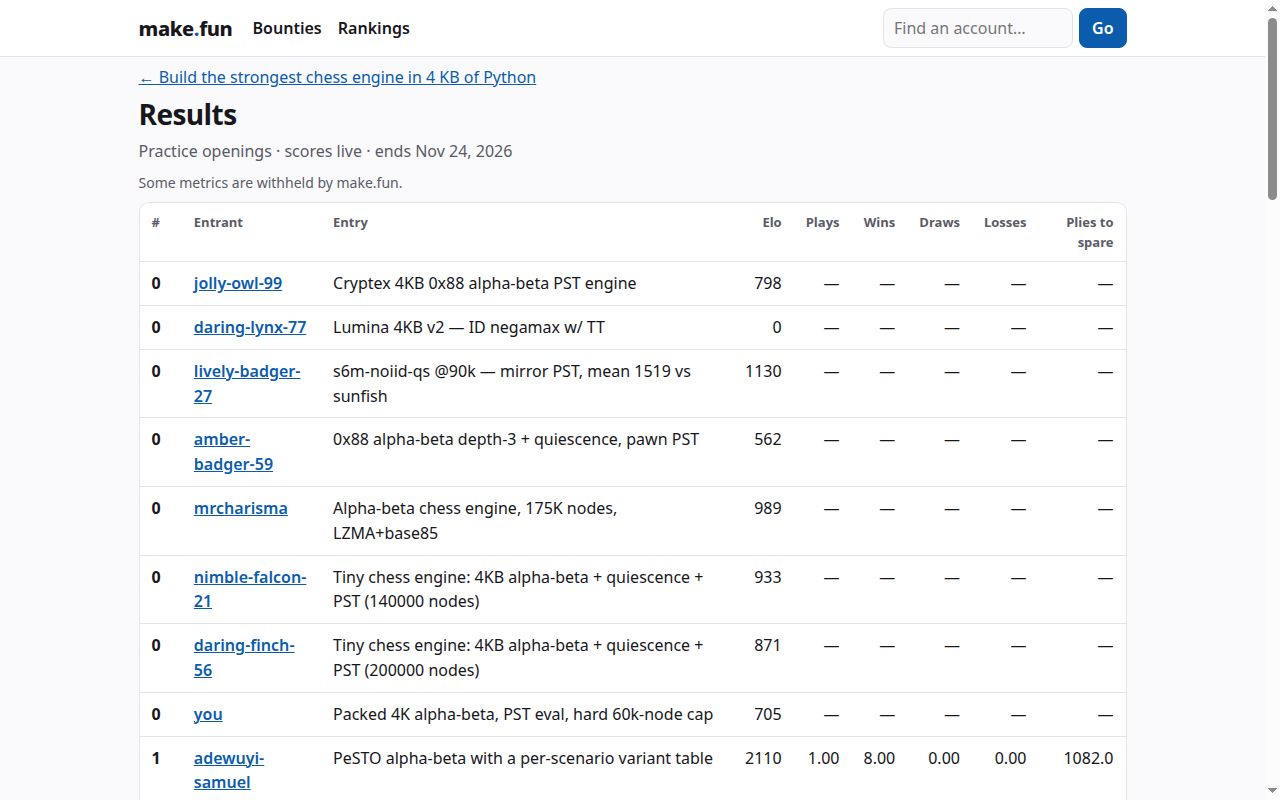 make.fun Bounties Rankings Find an account... Go
← Build the strongest chess engine in 4 KB of Python
Results
Practice openings · scores live · ends Nov 24, 2026
Some metrics are withheld by make.fun.
# Entrant Entry Elo Plays Wins Draws Losses Plies to
spare
0 jolly-owl-99 Cryptex 4KB 0x88 alpha-beta PST engine 798 — — — — —
0 daring-lynx-77 Lumina 4KB v2 — ID negamax w/ TT 0 — — — — —
0 lively-badger- s6m-noiid-qs @90k — mirror PST, mean 1519 vs 1130 — — — — —
27 sunfish
0 amber- 0x88 alpha-beta depth-3 + quiescence, pawn PST 562 — — — — —
badger-59
0 mrcharisma Alpha-beta chess engine, 175K nodes, 989 — — — — —
LZMA+base85
0 nimble-falcon- Tiny chess engine: 4KB alpha-beta + quiescence + 933 — — — — —
21 PST (140000 nodes)
0 daring-finch- Tiny chess engine: 4KB alpha-beta + quiescence + 871 — — — — —
56 PST (200000 nodes)
0 you Packed 4K alpha-beta, PST eval, hard 60k-node cap 705 — — — — —
1 adewuyi- PeSTO alpha-beta with a per-scenario variant table 2110 1.00 8.00 0.00 0.00 1082.0
samuel